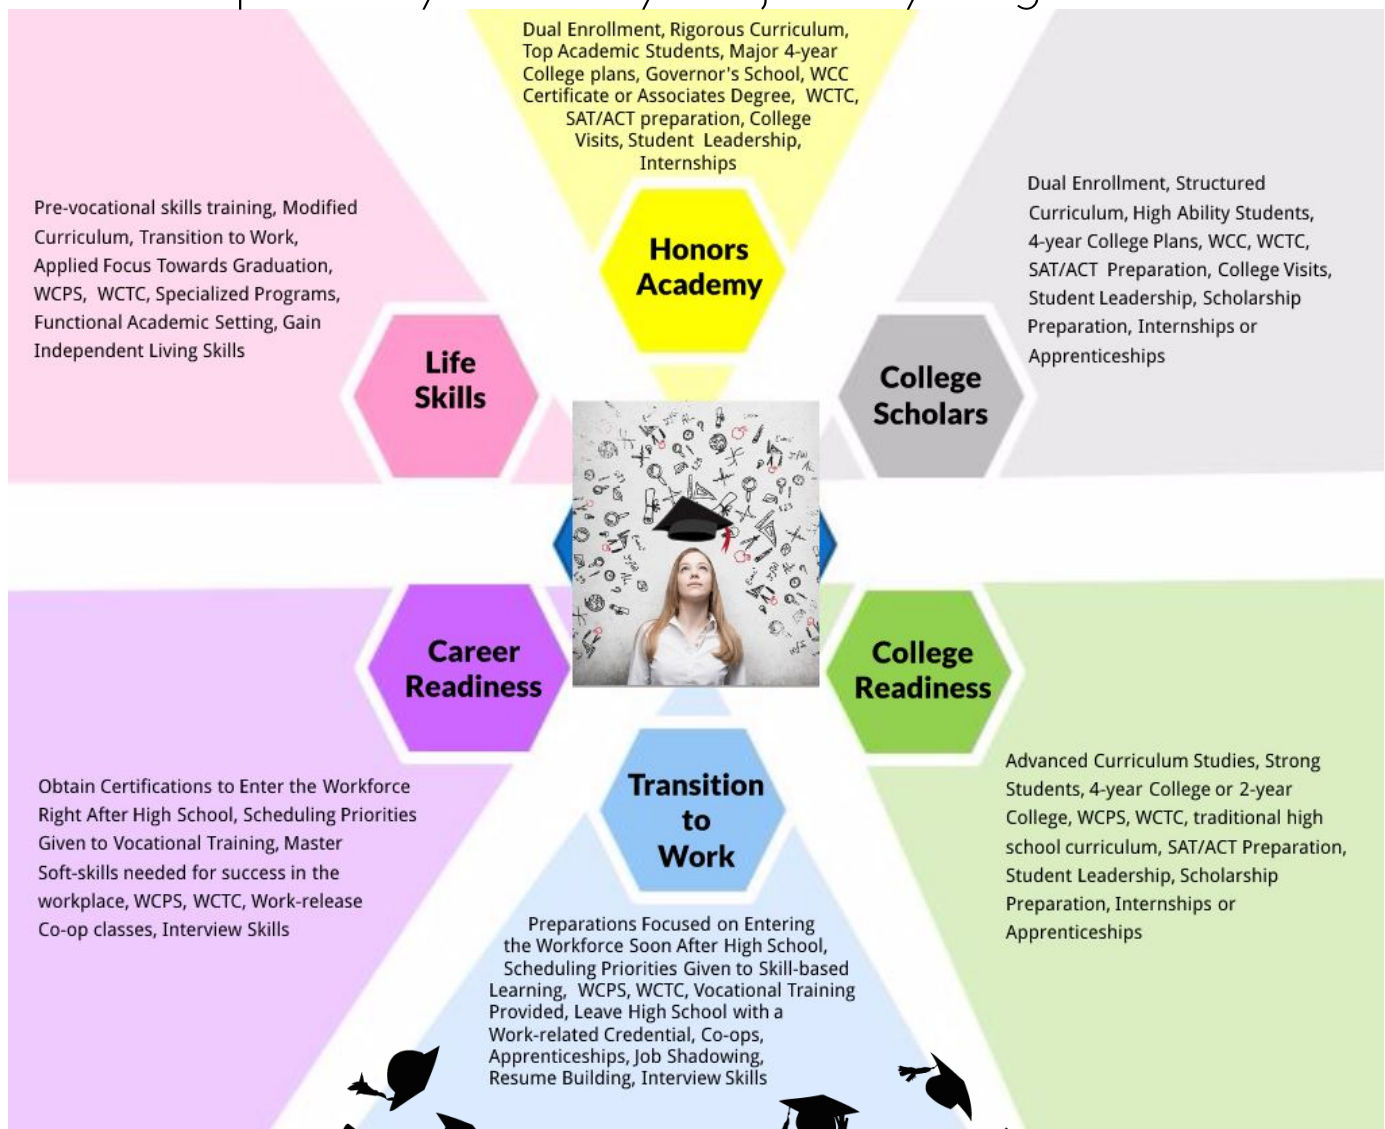 Dual Enrollment, Rigorous Curriculum,
Top Academic Students, Major 4-year
College plans, Governor's School, WCC
Certificate or Associates Degree, WCTC,
SAT/ACT preparation, College
Visits, Student Leadership,
Internships
Honors
Academy
Dual Enrollment, Structured
Curriculum, High Ability Students,
4-year College Plans, WCC, WCTC,
SAT/ACT Preparation, College Visits,
Student Leadership, Scholarship
Preparation, Internships or
Apprenticeships
College
Scholars
Pre-vocational skills training, Modified
Curriculum, Transition to Work,
Applied Focus Towards Graduation,
WCPS, WCTC, Specialized Programs,
Functional Academic Setting, Gain
Independent Living Skills
Life
Skills
Career
Readiness
Obtain Certifications to Enter the Workforce
Right After High School, Scheduling Priorities
Given to Vocational Training, Master
Soft-skills needed for success in the
workplace, WCPS, WCTC, Work-release
Co-op classes, Interview Skills
College
Readiness
Advanced Curriculum Studies, Strong
Students, 4-year College or 2-year
College, WCPS, WCTC, traditional high
school curriculum, SAT/ACT Preparation,
Student Leadership, Scholarship
Preparation, Internships or
Apprenticeships
Transition
to
Work
Preparations Focused on Entering
the Workforce Soon After High School,
Scheduling Priorities Given to Skill-based
Learning, WCPS, WCTC, Vocational Training
Provided, Leave High School with a
Work-related Credential, Co-ops,
Apprenticeships, Job Shadowing,
Resume Building, Interview Skills